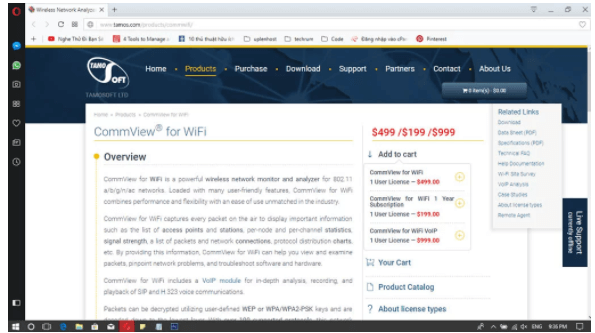 Wireless Network Analyz
www.tamos.com/products/commwifi/
Nghe Thử Đi Bạn Sẽ
4 Tools to Manage
10 thủ thuật hữu íc
uptenhost
technum
Code
Đăng nhập vào cPa
Pinterest
TAMO SOFT
TAMOSOFT LTD
Home • Products • Purchase • Download • Support • Partners • Contact • About Us
0 item(s) - $0.00
Home > Products > CommView for WiFi
CommView® for WiFi
$499 /$199 /$999
Overview
CommView for WiFi is a powerful wireless network monitor and analyzer for 802.11
a/b/g/n/ac networks. Loaded with many user-friendly features, CommView for WiFi
combines performance and flexibility with an ease of use unmatched in the industry.
CommView for WiFi captures every packet on the air to display important information
such as the list of access points and stations, per-node and per-channel statistics,
signal strength, a list of packets and network connections, protocol distribution charts,
etc. By providing this information, CommView for WiFi can help you view and examine
packets, pinpoint network problems, and troubleshoot software and hardware.
CommView for WiFi includes a VoIP module for in-depth analysis, recording, and
playback of SIP and H.323 voice communications.
Packets can be decrypted utilizing user-defined WEP or WPA/WPA2-PSK keys and are
Add to cart
CommView for WiFi
1 User License — $499.00
CommView for WiFi 1 Year
Subscription
1 User License — $199.00
CommView for WiFi VoIP
1 User License — $999.00
Your Cart
Product Catalog
? About license types
Related Links
Download
Data Sheet (PDF)
Specifications (PDF)
Technical FAQ
Help Documentation
Wi-Fi Site Survey
VoIP Analysis
Case Studies
About license types
Remote Agent
Live Support
currently offline
ENG
9:36 PM